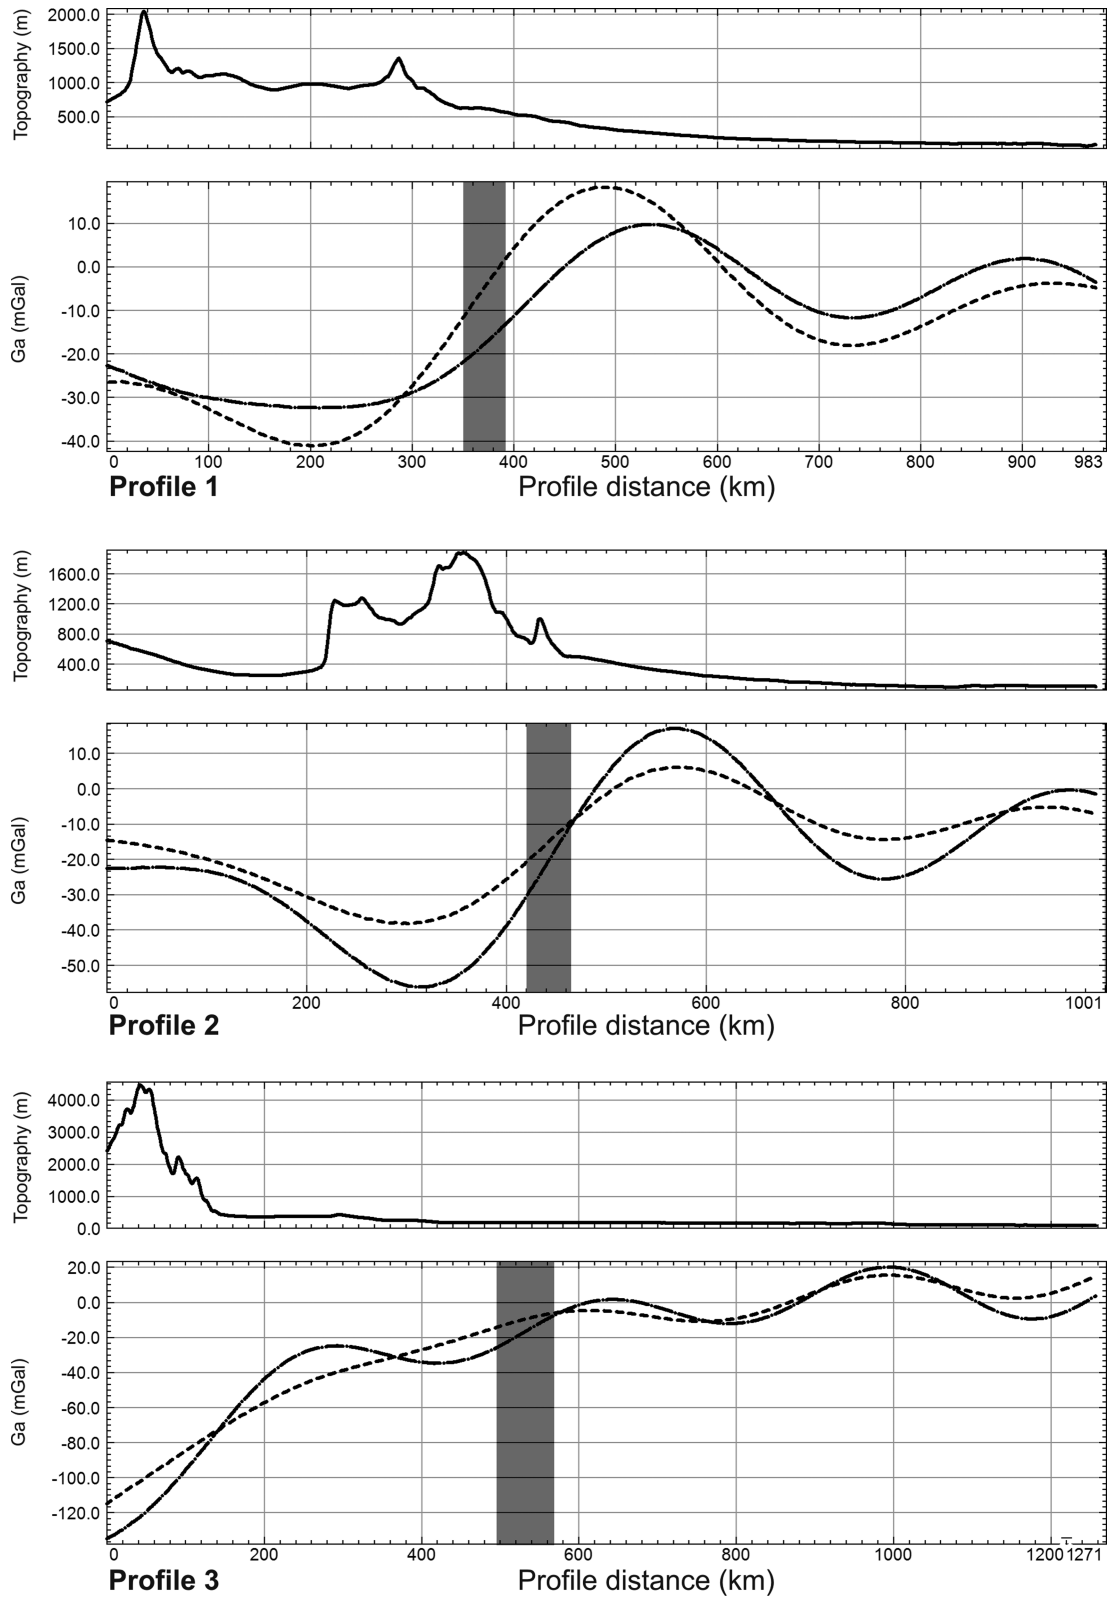 Topography (m)
2000.0
1500.0
1000.0
500.0
Ga (mGal)
10.0
0.0
-10.0
-20.0
-30.0
-40.0
0 100 200 300 400 500 600 700 800 900 983
Profile 1 Profile distance (km)
Topography (m)
1600.0
1200.0
800.0
400.0
Ga (mGal)
10.0
0.0
-10.0
-20.0
-30.0
-40.0
-50.0
0 200 400 600 800 1001
Profile 2 Profile distance (km)
Topography (m)
4000.0
3000.0
2000.0
1000.0
0.0
Ga (mGal)
20.0
0.0
-20.0
-40.0
-60.0
-80.0
-100.0
-120.0
0 200 400 600 800 1000 1200 1271
Profile 3 Profile distance (km)